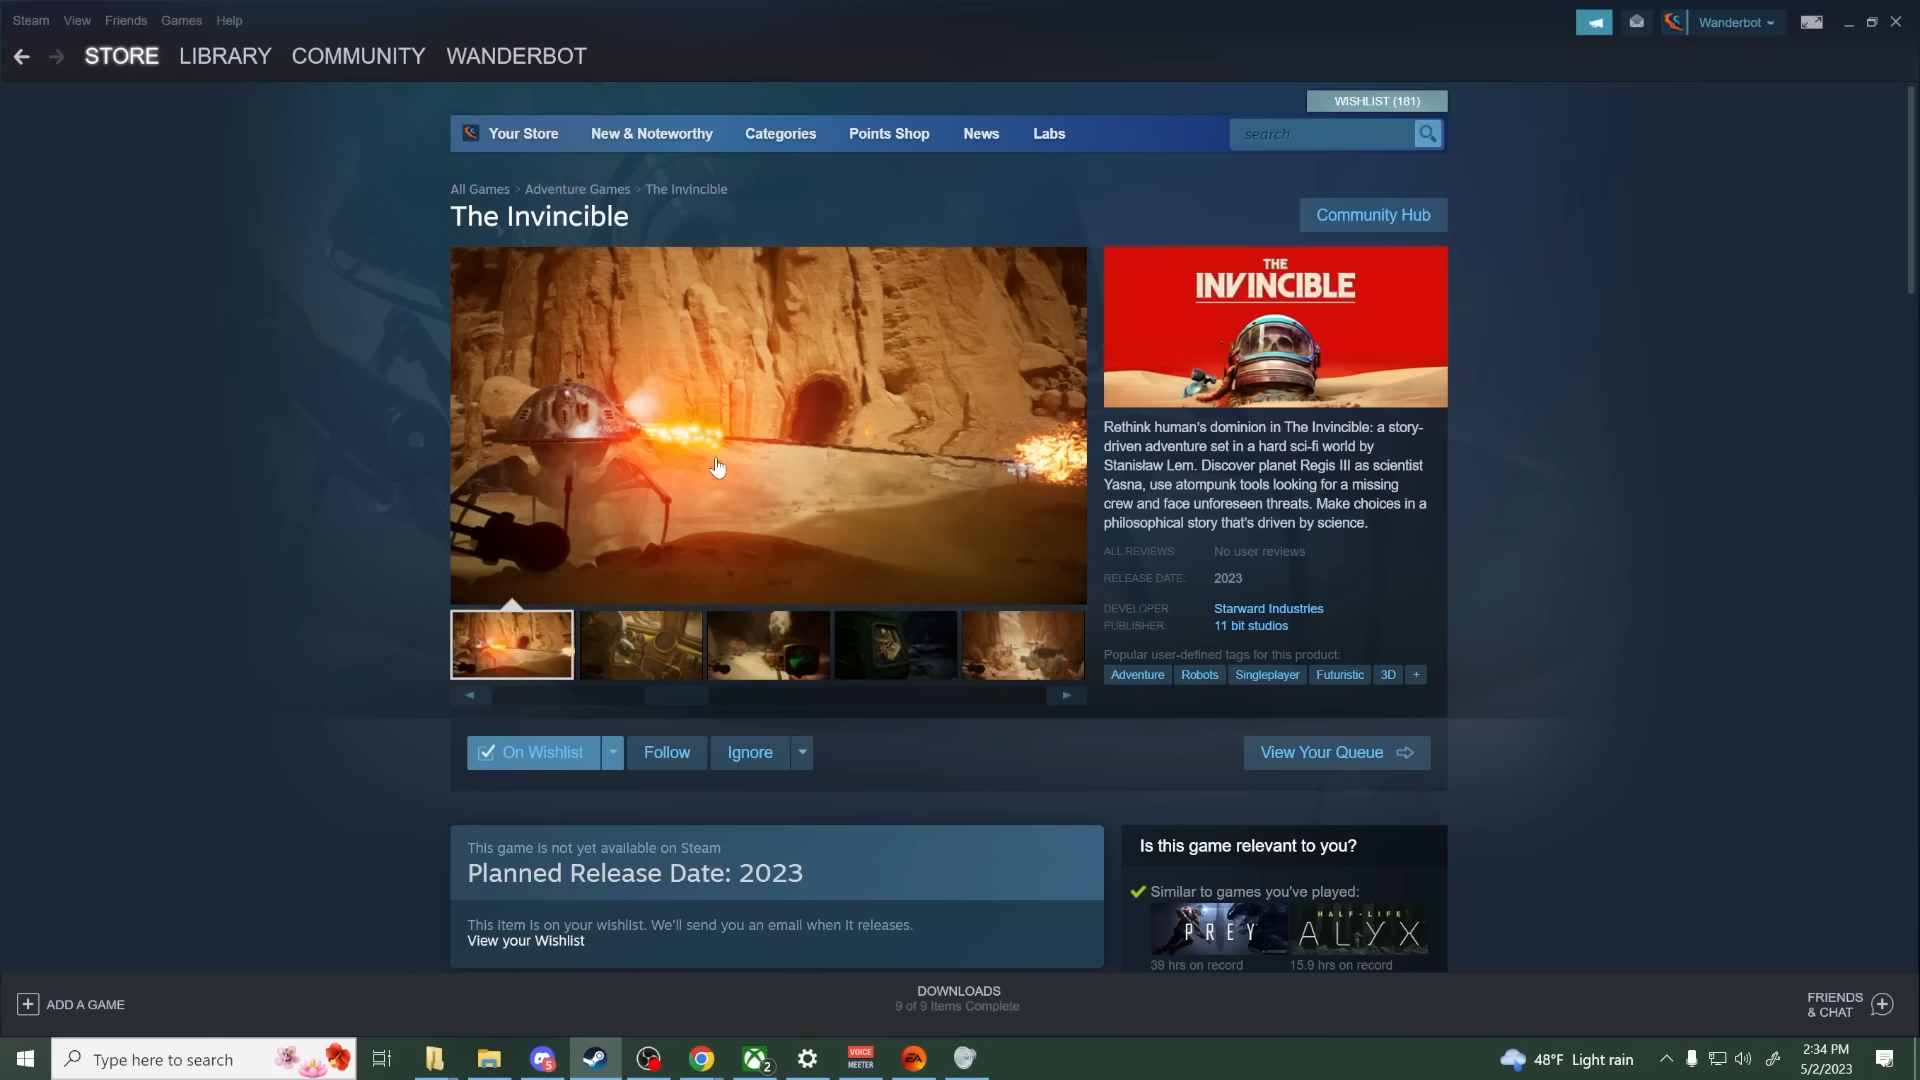 Steam View Friends Games Help
Wanderbot
STORE LIBRARY COMMUNITY WANDERBOT
WISHLIST (181)
Your Store New & Noteworthy Categories Points Shop News Labs
search
All Games > Adventure Games > The Invincible
The Invincible
Community Hub
THE
INVINCIBLE
Rethink human's dominion in The Invincible: a story-
driven adventure set in a hard sci-fi world by
Stanisław Lem. Discover planet Regis III as scientist
Yasna, use atompunk tools looking for a missing
crew and face unforeseen threats. Make choices in a
philosophical story that's driven by science.
ALL REVIEWS: No user reviews
RELEASE DATE: 2023
DEVELOPER: Starward Industries
PUBLISHER: 11 bit studios
Popular user-defined tags for this product:
Adventure Robots Singleplayer Futuristic 3D +
On Wishlist Follow Ignore
View Your Queue
This game is not yet available on Steam
Planned Release Date: 2023
This item is on your wishlist. We'll send you an email when it releases.
View your Wishlist
Is this game relevant to you?
Similar to games you've played:
PREY
HALF-LIFE
ALYX
39 hrs on record 15.9 hrs on record
ADD A GAME
DOWNLOADS
9 of 9 Items Complete
FRIENDS
& CHAT
Type here to search
5
2
VOICE
MEETER
EA
48°F Light rain
2:34 PM
5/2/2023